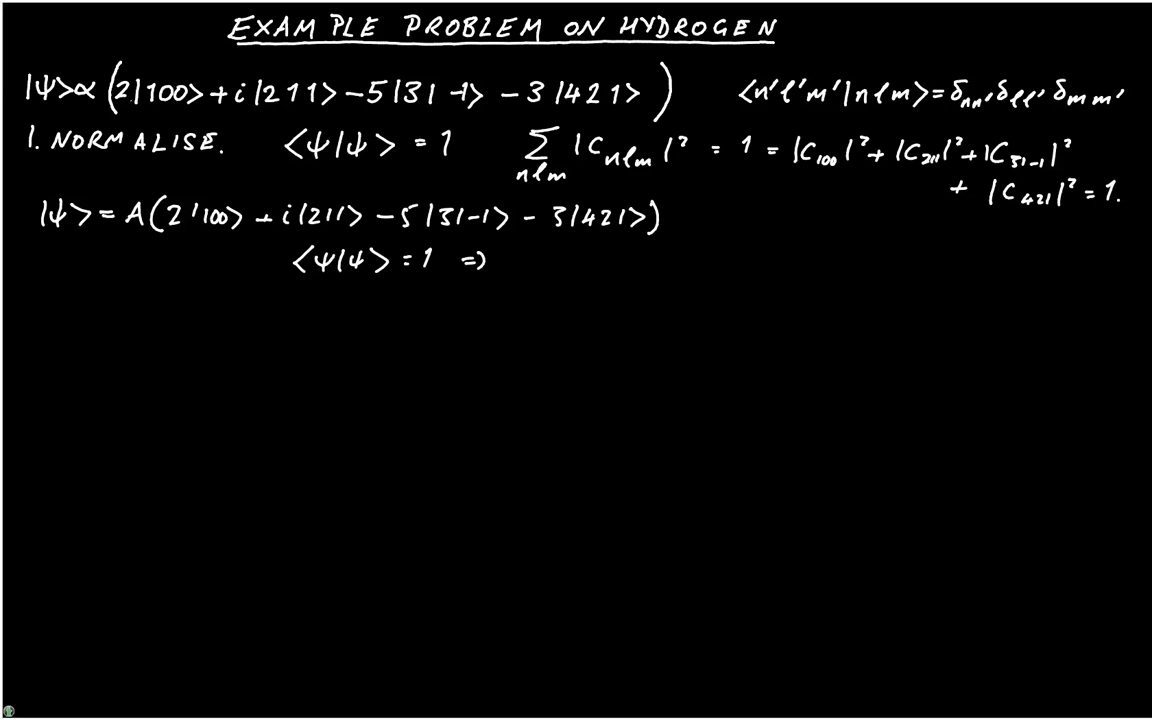 EXAMPLE PROBLEM ON HYDROGEN
|ψ>∝(2|100>+i|211>-5|31-1>-3|421>) <n'l'm'|nlm>=δnn'δll'δmm'
1. NORMALISE. <ψ|ψ>=1 Σnlm |Cnlm|²=1=|C100|²+|C211|²+|C31-1|²
+|C421|²=1.
|ψ>=A(2|100>+i|211>-5|31-1>-3|421>)
<ψ|ψ>=1 =>